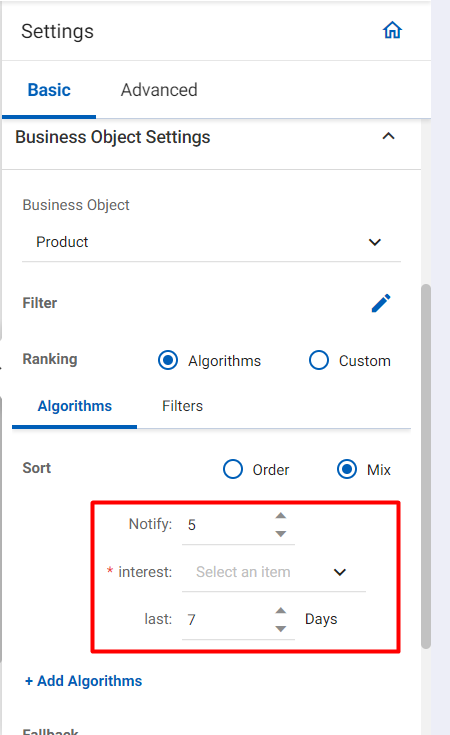 Settings
Basic Advanced
Business Object Settings
Business Object
Product
Filter
Ranking Algorithms Custom
Algorithms Filters
Sort Order Mix
Notify: 5
* interest: Select an item
last: 7 Days
+ Add Algorithms
Fallback